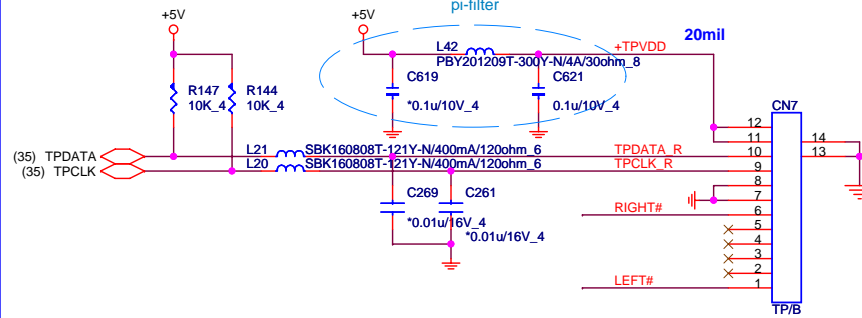 pi-filter
+5V
+5V
L42
+TPVDD
20mil
PBY201209T-300Y-N/4A/30ohm_8
R147
10K_4
R144
10K_4
C619
*0.1u/10V_4
C621
0.1u/10V_4
CN7
12
11
10
9
8
7
6
5
4
3
2
1
14
13
(35) TPDATA
L21
SBK160808T-121Y-N/400mA/120ohm_6
TPDATA_R
(35) TPCLK
L20
SBK160808T-121Y-N/400mA/120ohm_6
TPCLK_R
C269
*0.01u/16V_4
C261
*0.01u/16V_4
RIGHT#
LEFT#
TP/B